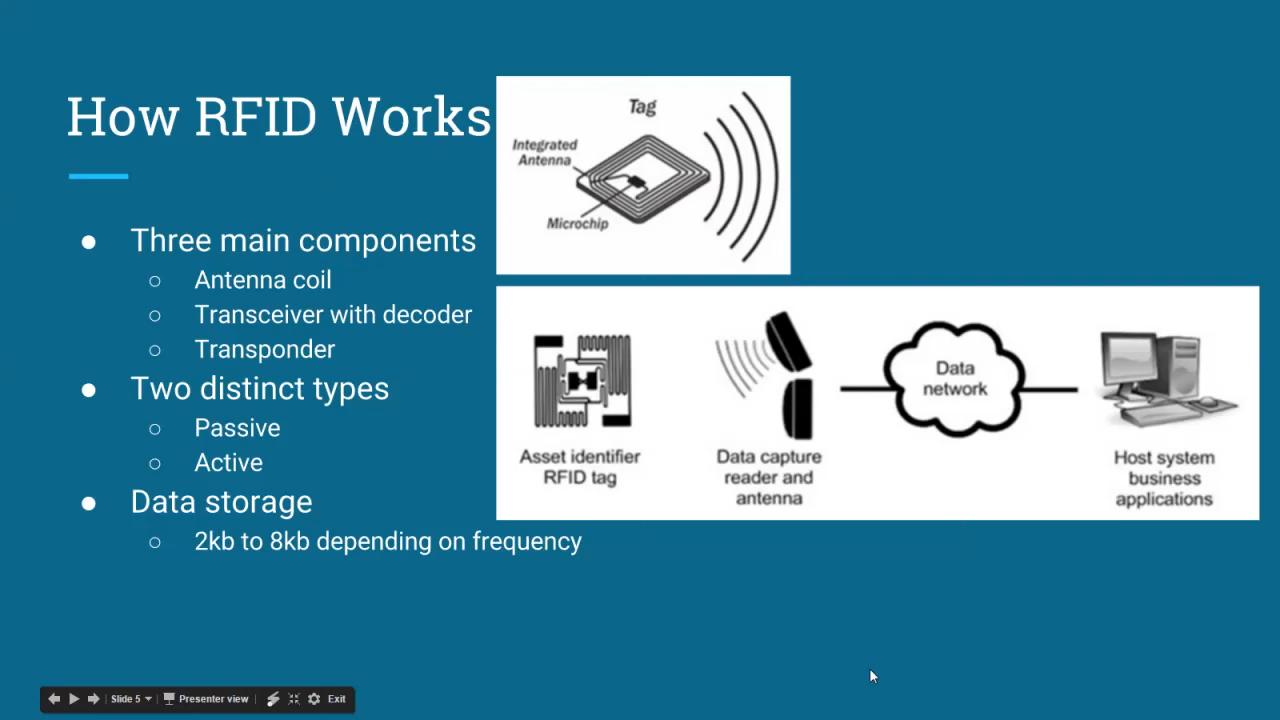 How RFID Works
Three main components
Antenna coil
Transceiver with decoder
Transponder
Two distinct types
Passive
Active
Data storage
2kb to 8kb depending on frequency
Tag
Integrated
Antenna
Microchip
Asset identifier
RFID tag
Data capture
reader and
antenna
Data
network
Host system
business
applications
Slide 5
Presenter view
Exit